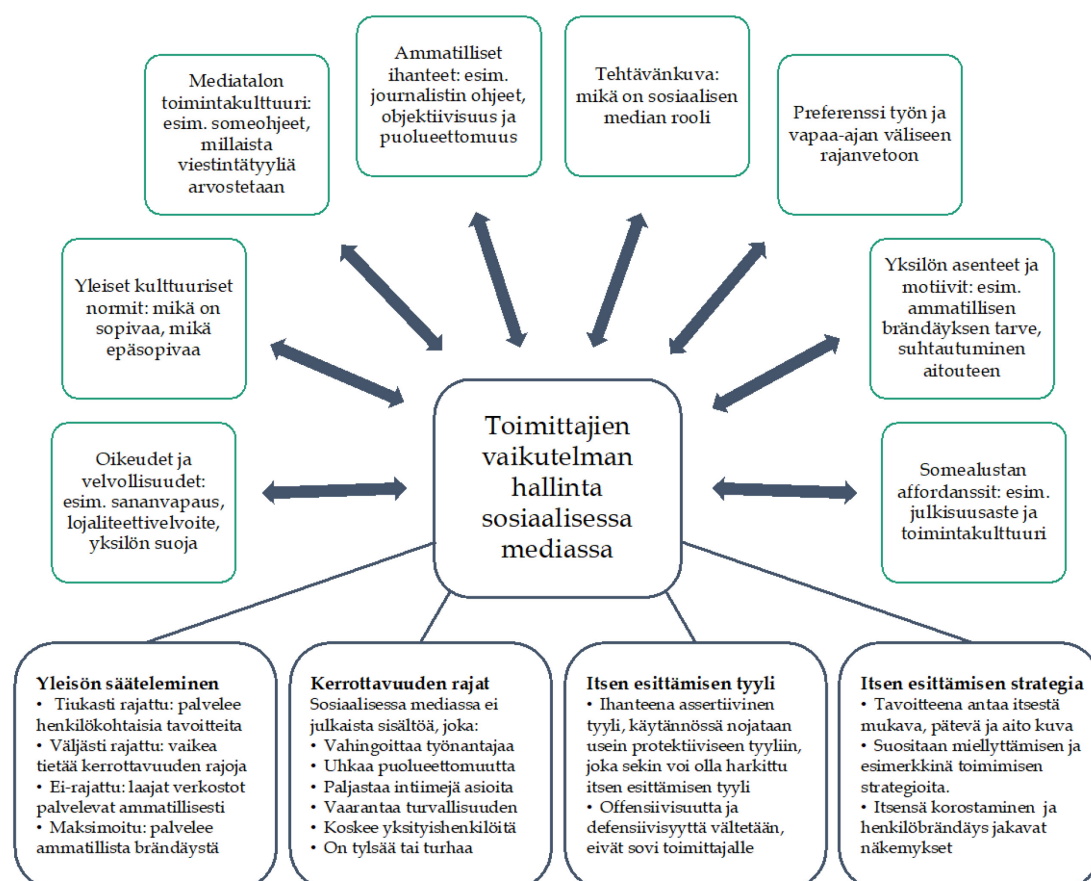 Mediatalon
toimintakulttuuri:
esim. someohjeet,
millaista
viestintätyyliä
arvostetaan
Ammatilliset
ihanteet: esim.
journalistin ohjeet,
objektiivisuus ja
puolueettomuus
Tehtävänkuva:
mikä on sosiaalisen
median rooli
Preferenssi työn ja
vapaa-ajan väliseen
rajanvetoon
Yleiset kulttuuriset
normit: mikä on
sopivaa, mikä
epäsopivaa
Yksilön asenteet ja
motiivit: esim.
ammatillisen
brändäyksen tarve,
suhtautuminen
aitouteen
Oikeudet ja
velvollisuudet:
esim. sananvapaus,
lojaliteettivelvoite,
yksilön suoja
Toimittajien
vaikutelman
hallinta
sosiaalisessa
mediassa
Somealustan
affordanssit: esim.
julkisuusaste ja
toimintakulttuuri
Yleisön sääteleminen
• Tiukasti rajattu: palvelee
henkilökohtaisia tavoitteita
• Väljästi rajattu: vaikea
tietää kerrottavuuden rajoja
• Ei-rajattu: laajat verkostot
palvelevat ammatillisesti
• Maksimoitu: palvelee
ammatillista brändäystä
Kerrottavuuden rajat
Sosiaalisessa mediassa ei
julkaista sisältöä, joka:
• Vahingoittaa työnantajaa
• Uhkaa puolueettomuutta
• Paljastaa intiimejä asioita
• Vaarantaa turvallisuuden
• Koskee yksityishenkilöitä
• On tylsää tai turhaa
Itsen esittämisen tyyli
• Ihanteena assertiivinen
tyyli, käytännössä nojataan
usein protektiiviseen tyyliin,
joka sekin voi olla harkittu
itsen esittämisen tyyli
• Offensiivisuutta ja
defensiivisyyttä vältetään,
eivät sovi toimittajalle
Itsen esittämisen strategia
• Tavoitteena antaa itsestä
mukava, pätevä ja aito kuva
• Suositaan miellyttämisen ja
esimerkkinä toimimisen
strategioita.
• Itsensä korostaminen ja
henkilöbrändäys jakavat
näkemykset